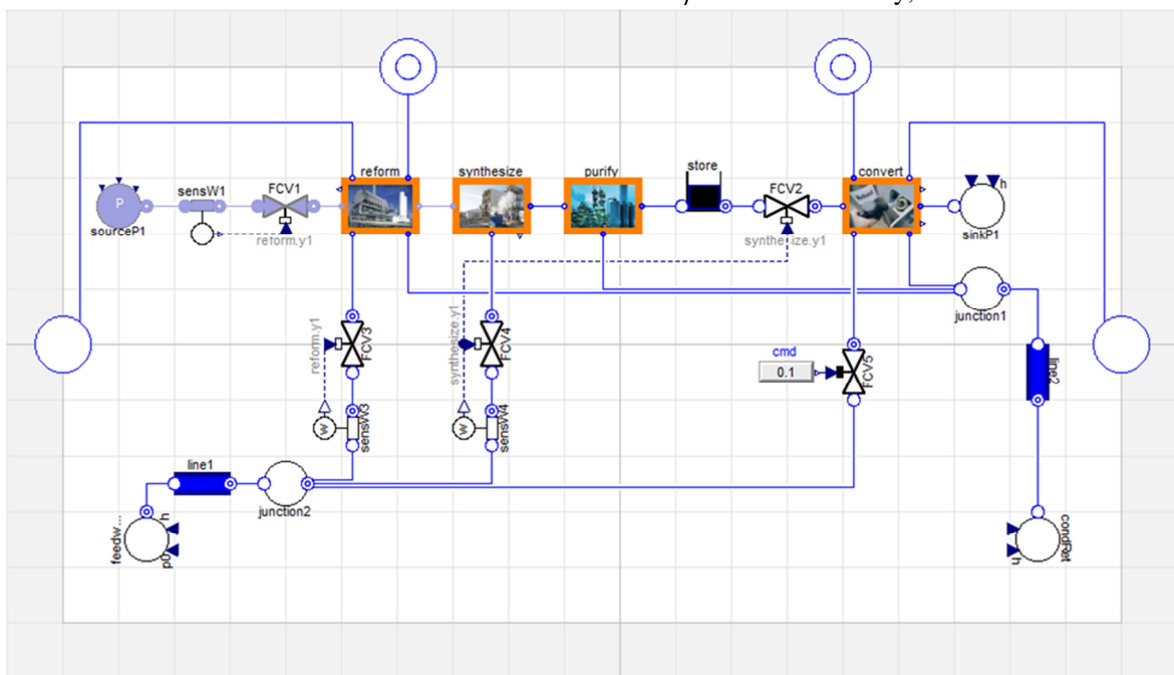 reform
synthesize
purify
store
convert
sensW1
FCV1
FCV2
h
P
sourceP1
reform.y1
synthesize.y1
sinkP1
junction1
reform.y1
FCV3
synthesize.y1
FCV4
cmd
0.1
FCV5
line2
W
sensW3
W
sensW4
line1
junction2
feedw...
h
p0
condRet
h